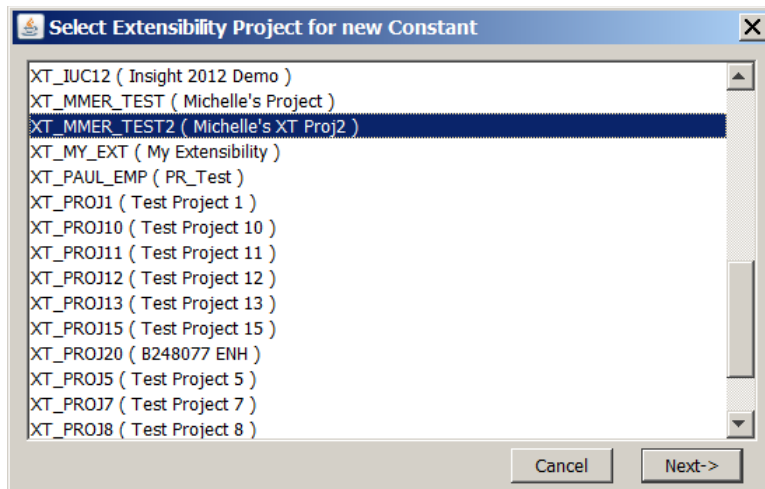 Select Extensibility Project for new Constant
XT_IUC12 ( Insight 2012 Demo )
XT_MMER_TEST ( Michelle's Project )
XT_MMER_TEST2 ( Michelle's XT Proj2 )
XT_MY_EXT ( My Extensibility )
XT_PAUL_EMP ( PR_Test )
XT_PROJ1 ( Test Project 1 )
XT_PROJ10 ( Test Project 10 )
XT_PROJ11 ( Test Project 11 )
XT_PROJ12 ( Test Project 12 )
XT_PROJ13 ( Test Project 13 )
XT_PROJ15 ( Test Project 15 )
XT_PROJ20 ( B248077 ENH )
XT_PROJ5 ( Test Project 5 )
XT_PROJ7 ( Test Project 7 )
XT_PROJ8 ( Test Project 8 )
Cancel Next->